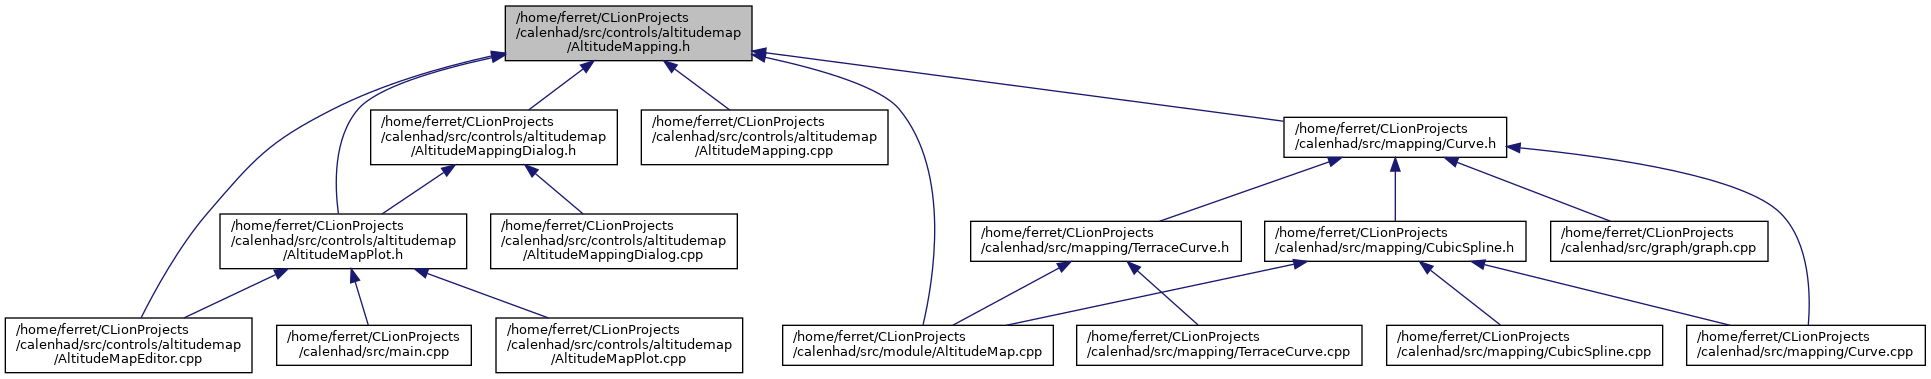 /home/ferret/CLionProjects
/calenhad/src/controls/altitudemap
/AltitudeMapping.h
/home/ferret/CLionProjects
/calenhad/src/controls/altitudemap
/AltitudeMappingDialog.h
/home/ferret/CLionProjects
/calenhad/src/controls/altitudemap
/AltitudeMapping.cpp
/home/ferret/CLionProjects
/calenhad/src/mapping/Curve.h
/home/ferret/CLionProjects
/calenhad/src/controls/altitudemap
/AltitudeMapPlot.h
/home/ferret/CLionProjects
/calenhad/src/controls/altitudemap
/AltitudeMappingDialog.cpp
/home/ferret/CLionProjects
/calenhad/src/mapping/TerraceCurve.h
/home/ferret/CLionProjects
/calenhad/src/mapping/CubicSpline.h
/home/ferret/CLionProjects
/calenhad/src/graph/graph.cpp
/home/ferret/CLionProjects
/calenhad/src/controls/altitudemap
/AltitudeMapEditor.cpp
/home/ferret/CLionProjects
/calenhad/src/main.cpp
/home/ferret/CLionProjects
/calenhad/src/controls/altitudemap
/AltitudeMapPlot.cpp
/home/ferret/CLionProjects
/calenhad/src/module/AltitudeMap.cpp
/home/ferret/CLionProjects
/calenhad/src/mapping/TerraceCurve.cpp
/home/ferret/CLionProjects
/calenhad/src/mapping/CubicSpline.cpp
/home/ferret/CLionProjects
/calenhad/src/mapping/Curve.cpp